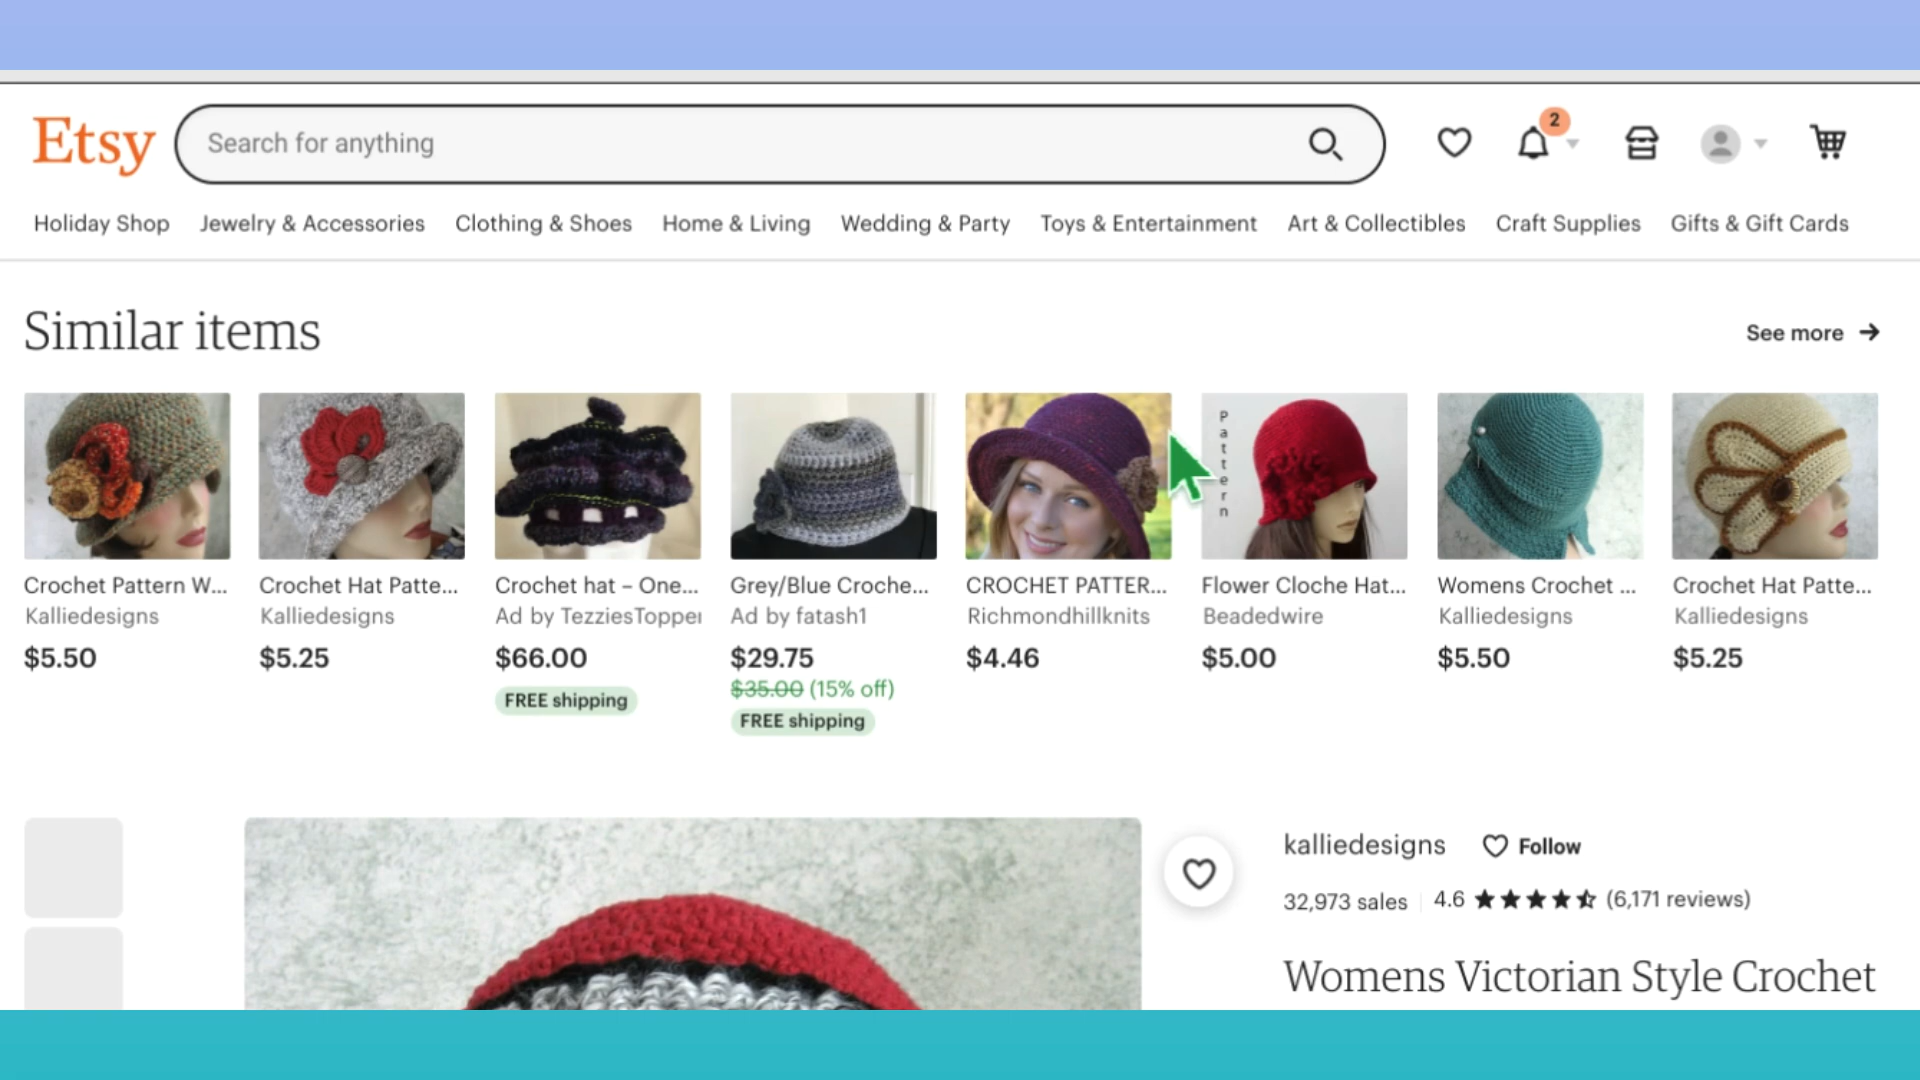 Etsy
Search for anything
2
Holiday Shop Jewelry & Accessories Clothing & Shoes Home & Living Wedding & Party Toys & Entertainment Art & Collectibles Craft Supplies Gifts & Gift Cards
Similar items
See more →
Pattern
Crochet Pattern W... Crochet Hat Patte... Crochet hat – One... Grey/Blue Croche... CROCHET PATTER... Flower Cloche Hat... Womens Crochet ... Crochet Hat Patte...
Kalliedesigns Kalliedesigns Ad by TezziesTopper Ad by fatash1 Richmondhillknits Beadedwire Kalliedesigns Kalliedesigns
$5.50 $5.25 $66.00 $29.75 $4.46 $5.00 $5.50 $5.25
$35.00 (15% off)
FREE shipping
FREE shipping
kalliedesigns Follow
32,973 sales 4.6 (6,171 reviews)
Womens Victorian Style Crochet